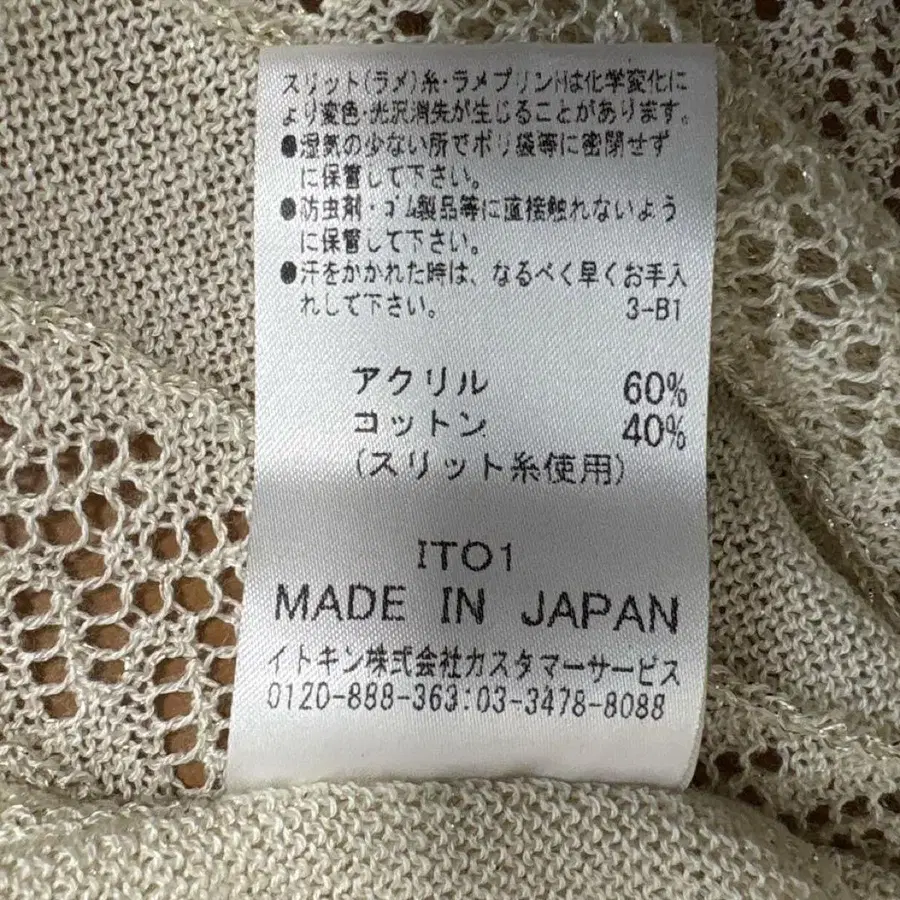 スリット(ラメ)糸・ラメプリントは化学変化に
より変色・光沢消失が生じることがあります。
●湿気の少ない所でポリ袋等に密閉せず
に保管して下さい。
●防虫剤・ゴム製品等に直接触れないよう
に保管して下さい。
●汗をかかれた時は、なるべく早くお手入
れして下さい。 3-B1
アクリル 60%
コットン 40%
(スリット糸使用)
IT01
MADE IN JAPAN
イトキン株式会社カスタマーサービス
0120-888-363:03-3478-8088